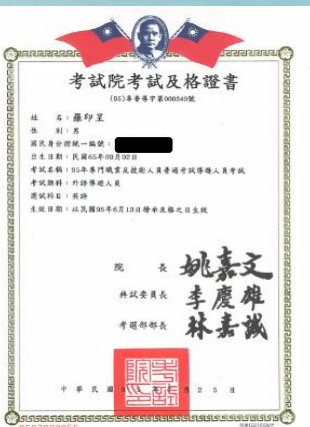 考試院考試及格證書
(95)專普導字第000349號
姓　　名：羅印呈
性　　別：男
國民身分證統一編號：
出生日期：民國65年09月02日
考試名稱：95年專門職業及技術人員普通考試導遊人員考試
考試類科：外語導遊人員
選試科目：英語
生效日期：以民國95年6月13日榜示及格之日生效
院　　長　姚嘉文
典試委員長　李慶雄
考選部部長　林嘉誠
中華民國95年　月25日